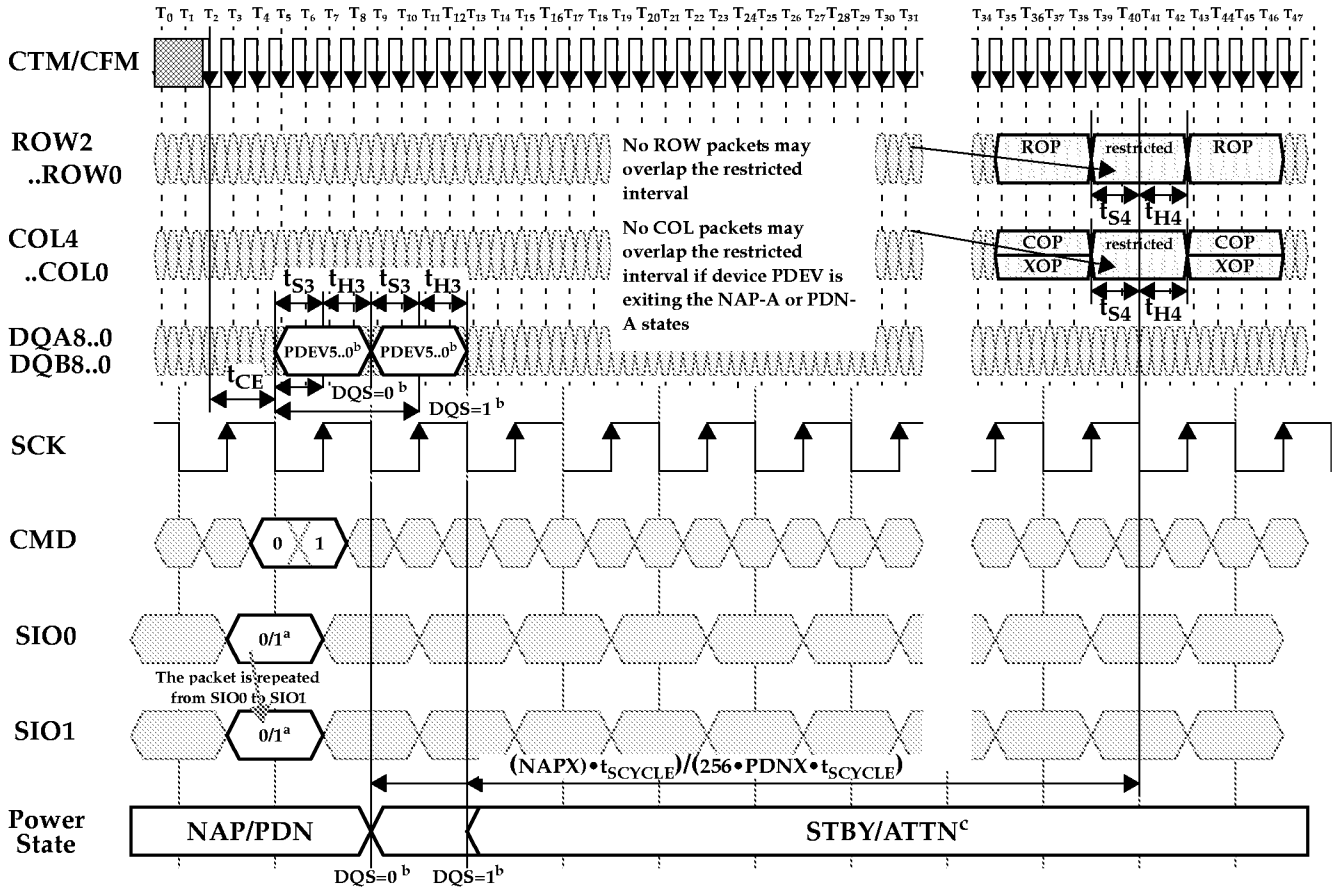 T0 T1 T2 T3 T4 T5 T6 T7 T8 T9 T10 T11 T12 T13 T14 T15 T16 T17 T18 T19 T20 T21 T22 T23 T24 T25 T26 T27 T28 T29 T30 T31 T34 T35 T36 T37 T38 T39 T40 T41 T42 T43 T44 T45 T46 T47
CTM/CFM
ROW2
..ROW0
No ROW packets may
overlap the restricted
interval
ROP restricted ROP
tS4 tH4
COL4
..COL0
No COL packets may
overlap the restricted
interval if device PDEV is
exiting the NAP-A or PDN-
A states
COP restricted COP
XOP XOP
tS4 tH4
tS3 tH3 tS3 tH3
DQA8..0
DQB8..0
PDEV5..0b PDEV5..0b
tCE
DQS=0 b
DQS=1 b
SCK
CMD
0 1
SIO0
0/1a
The packet is repeated
from SIO0 to SIO1
SIO1
0/1a
(NAPX)•tSCYCLE)/(256•PDNX•tSCYCLE)
Power
State
NAP/PDN
STBY/ATTNc
DQS=0 b DQS=1b